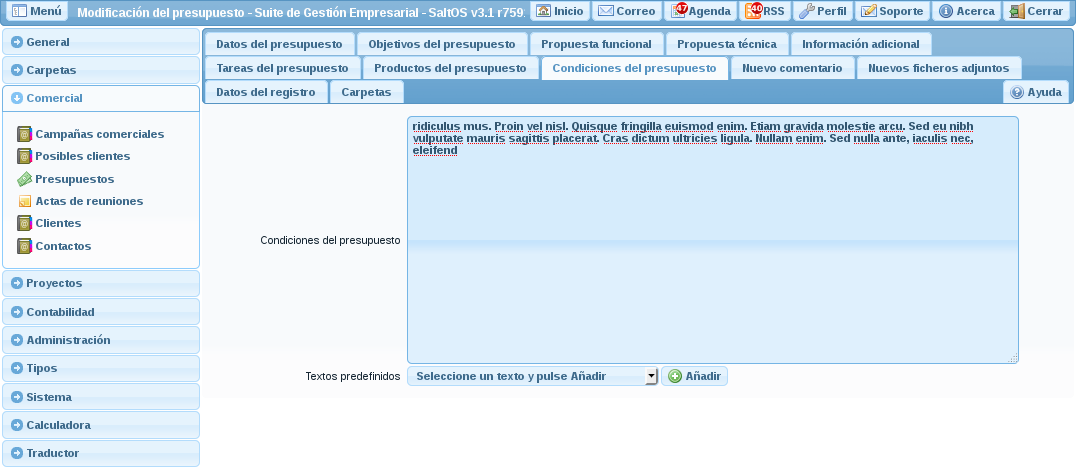 Menú
Modificación del presupuesto - Suite de Gestión Empresarial - SaltOS v3.1 r759
Inicio
Correo
47
Agenda
40
RSS
Perfil
Soporte
Acerca
Cerrar
General
Carpetas
Comercial
Campañas comerciales
Posibles clientes
Presupuestos
Actas de reuniones
Clientes
Contactos
Proyectos
Contabilidad
Administración
Tipos
Sistema
Calculadora
Traductor
Datos del presupuesto
Objetivos del presupuesto
Propuesta funcional
Propuesta técnica
Información adicional
Tareas del presupuesto
Productos del presupuesto
Condiciones del presupuesto
Nuevo comentario
Nuevos ficheros adjuntos
Datos del registro
Carpetas
Ayuda
Condiciones del presupuesto
ridiculus mus. Proin vel nisl. Quisque fringilla euismod enim. Etiam gravida molestie arcu. Sed eu nibh
vulputate mauris sagittis placerat. Cras dictum ultricies ligula. Nullam enim. Sed nulla ante, iaculis nec,
eleifend
Textos predefinidos
Seleccione un texto y pulse Añadir
Añadir